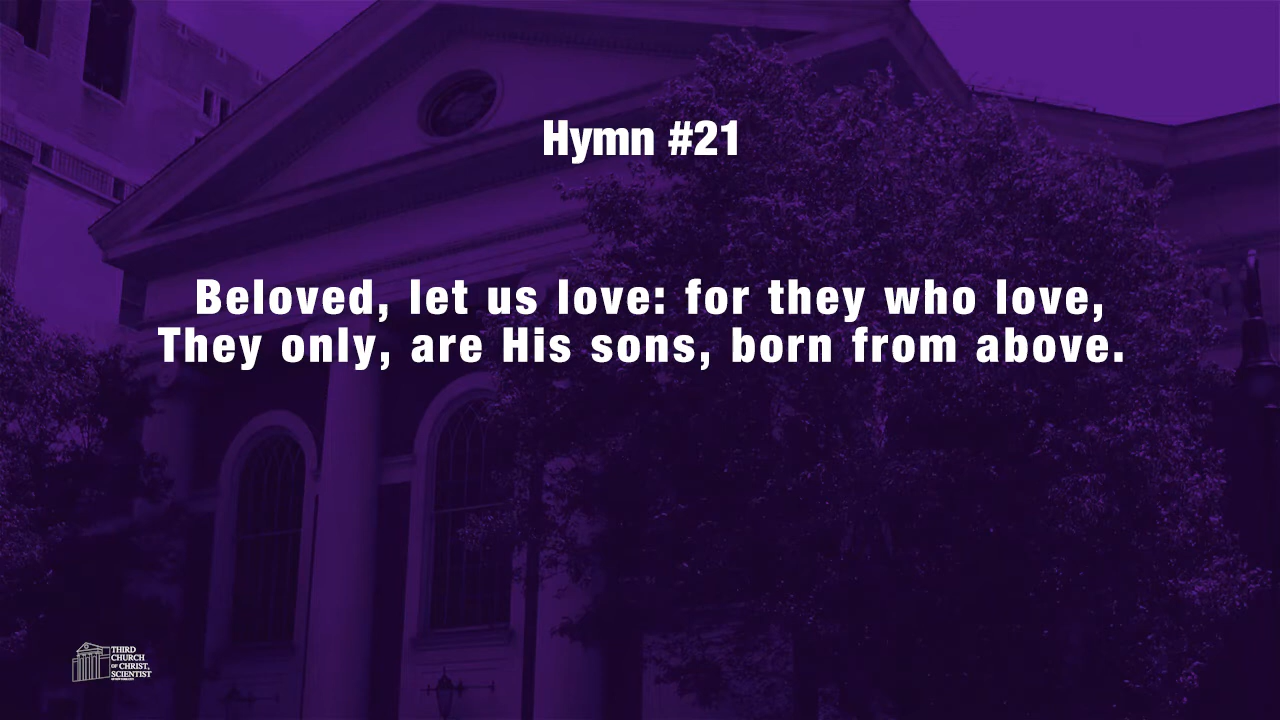 Hymn #21
Beloved, let us love: for they who love,
They only, are His sons, born from above.
THIRD
CHURCH
OF CHRIST,
SCIENTIST